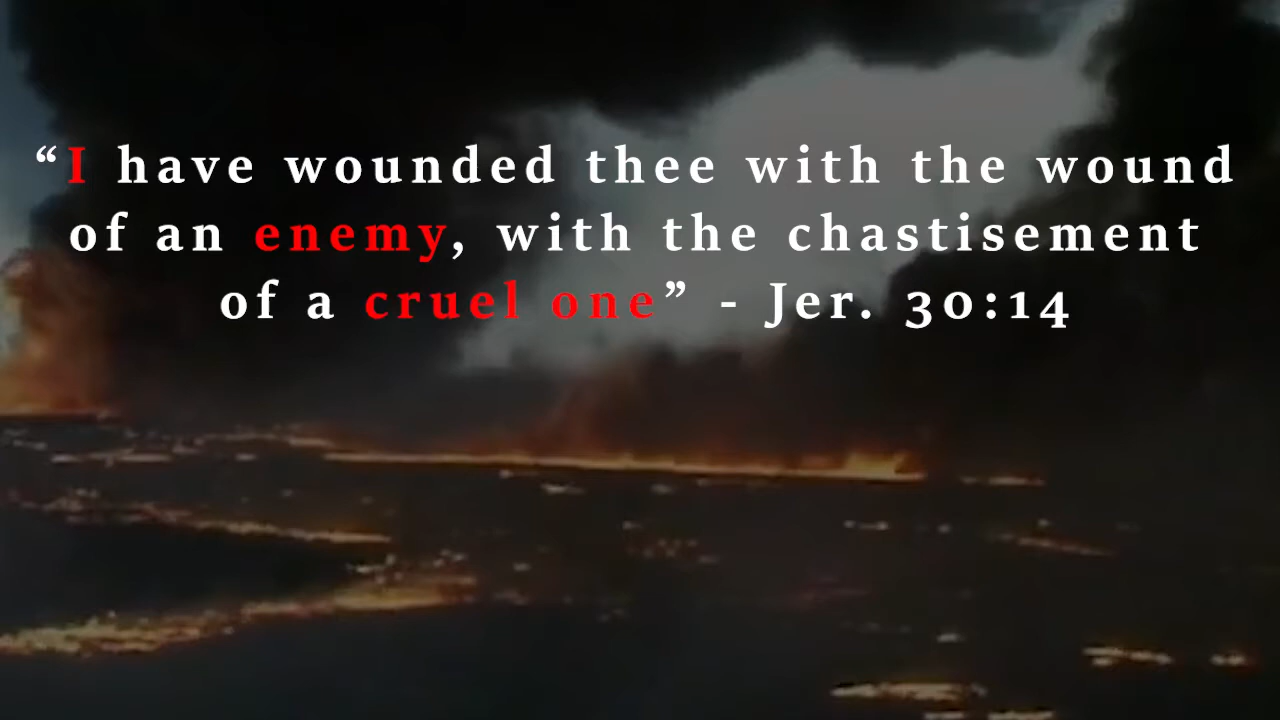 “I have wounded thee with the wound
of an enemy, with the chastisement
of a cruel one” - Jer. 30:14